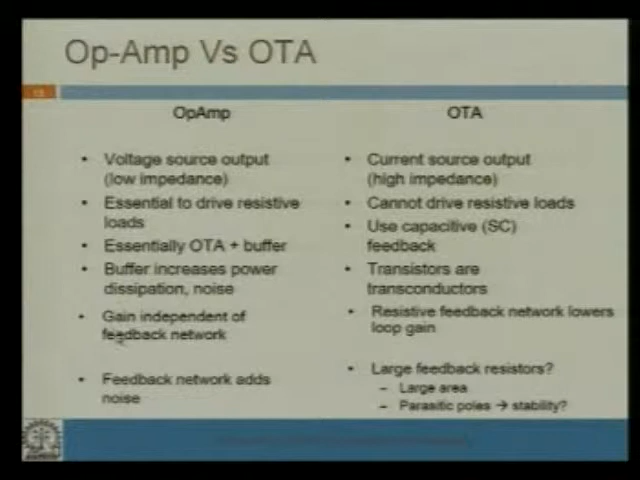 Op-Amp Vs OTA
OpAmp
• Voltage source output
(low impedance)
• Essential to drive resistive
loads
• Essentially OTA + buffer
• Buffer increases power
dissipation, noise
• Gain independent of
feedback network
• Feedback network adds
noise
OTA
• Current source output
(high impedance)
• Cannot drive resistive loads
• Use capacitive (SC)
feedback
• Transistors are
transconductors
• Resistive feedback network lowers
loop gain
• Large feedback resistors?
– Large area
– Parasitic poles → stability?